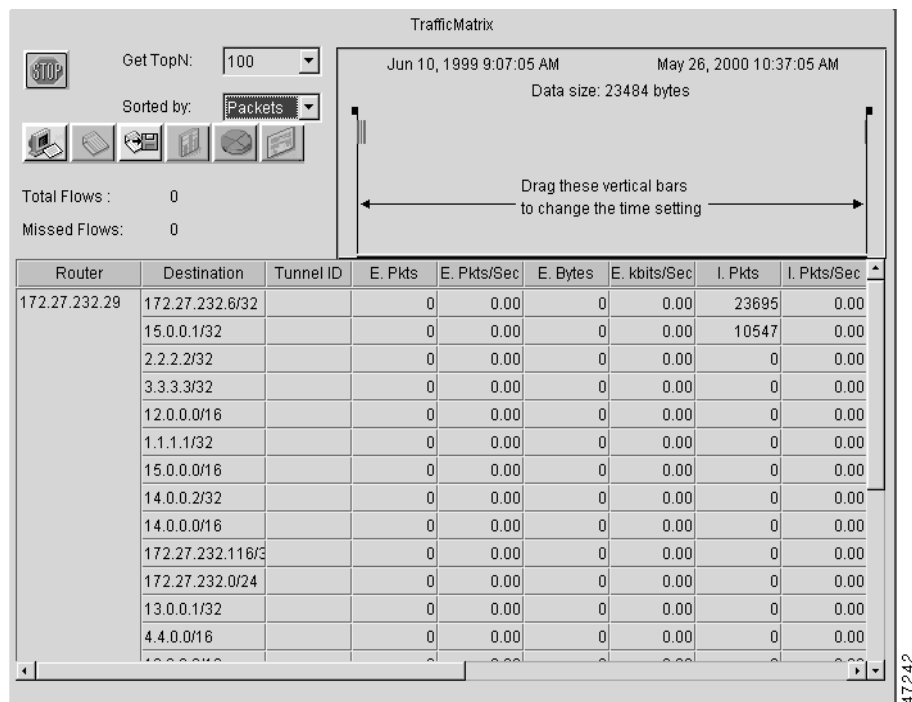 TrafficMatrix
STOP
Get TopN: 100
Sorted by: Packets
Total Flows : 0
Missed Flows: 0
Jun 10, 1999 9:07:05 AM May 26, 2000 10:37:05 AM
Data size: 23484 bytes
Drag these vertical bars
to change the time setting
Router Destination Tunnel ID E. Pkts E. Pkts/Sec E. Bytes E. kbits/Sec I. Pkts I. Pkts/Sec
172.27.232.29 172.27.232.6/32 0 0.00 0 0.00 23695 0.00
15.0.0.1/32 0 0.00 0 0.00 10547 0.00
2.2.2.2/32 0 0.00 0 0.00 0 0.00
3.3.3.3/32 0 0.00 0 0.00 0 0.00
12.0.0.0/16 0 0.00 0 0.00 0 0.00
1.1.1.1/32 0 0.00 0 0.00 0 0.00
15.0.0.0/16 0 0.00 0 0.00 0 0.00
14.0.0.2/32 0 0.00 0 0.00 0 0.00
14.0.0.0/16 0 0.00 0 0.00 0 0.00
172.27.232.116/3 0 0.00 0 0.00 0 0.00
172.27.232.0/24 0 0.00 0 0.00 0 0.00
13.0.0.1/32 0 0.00 0 0.00 0 0.00
4.4.0.0/16 0 0.00 0 0.00 0 0.00
47242